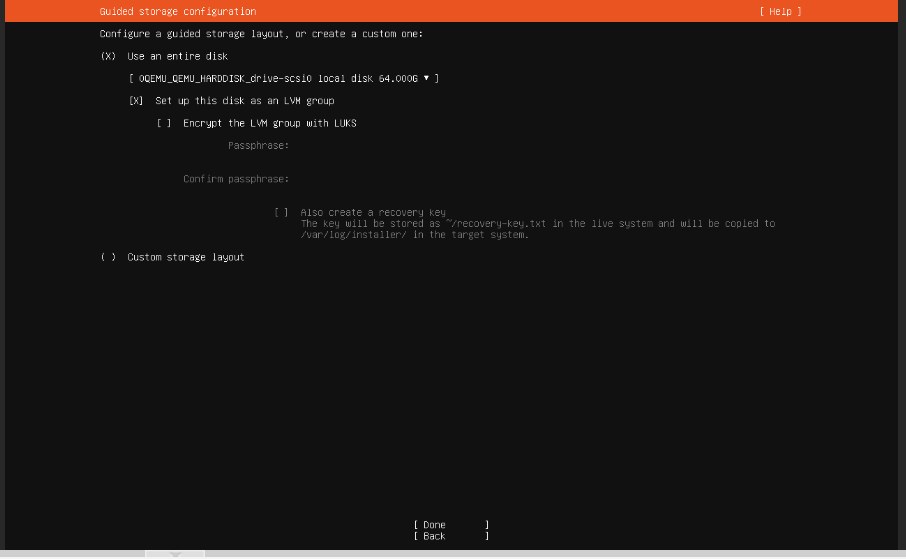 Guided storage configuration [ Help ]
Configure a guided storage layout, or create a custom one:
(X) Use an entire disk
[ 0QEMU_QEMU_HARDDISK_drive-scsi0 local disk 64.000G ▾ ]
[X] Set up this disk as an LVM group
[ ] Encrypt the LVM group with LUKS
Passphrase:
Confirm passphrase:
[ ] Also create a recovery key
The key will be stored as ~/recovery-key.txt in the live system and will be copied to
/var/log/installer/ in the target system.
( ) Custom storage layout
[ Done ]
[ Back ]